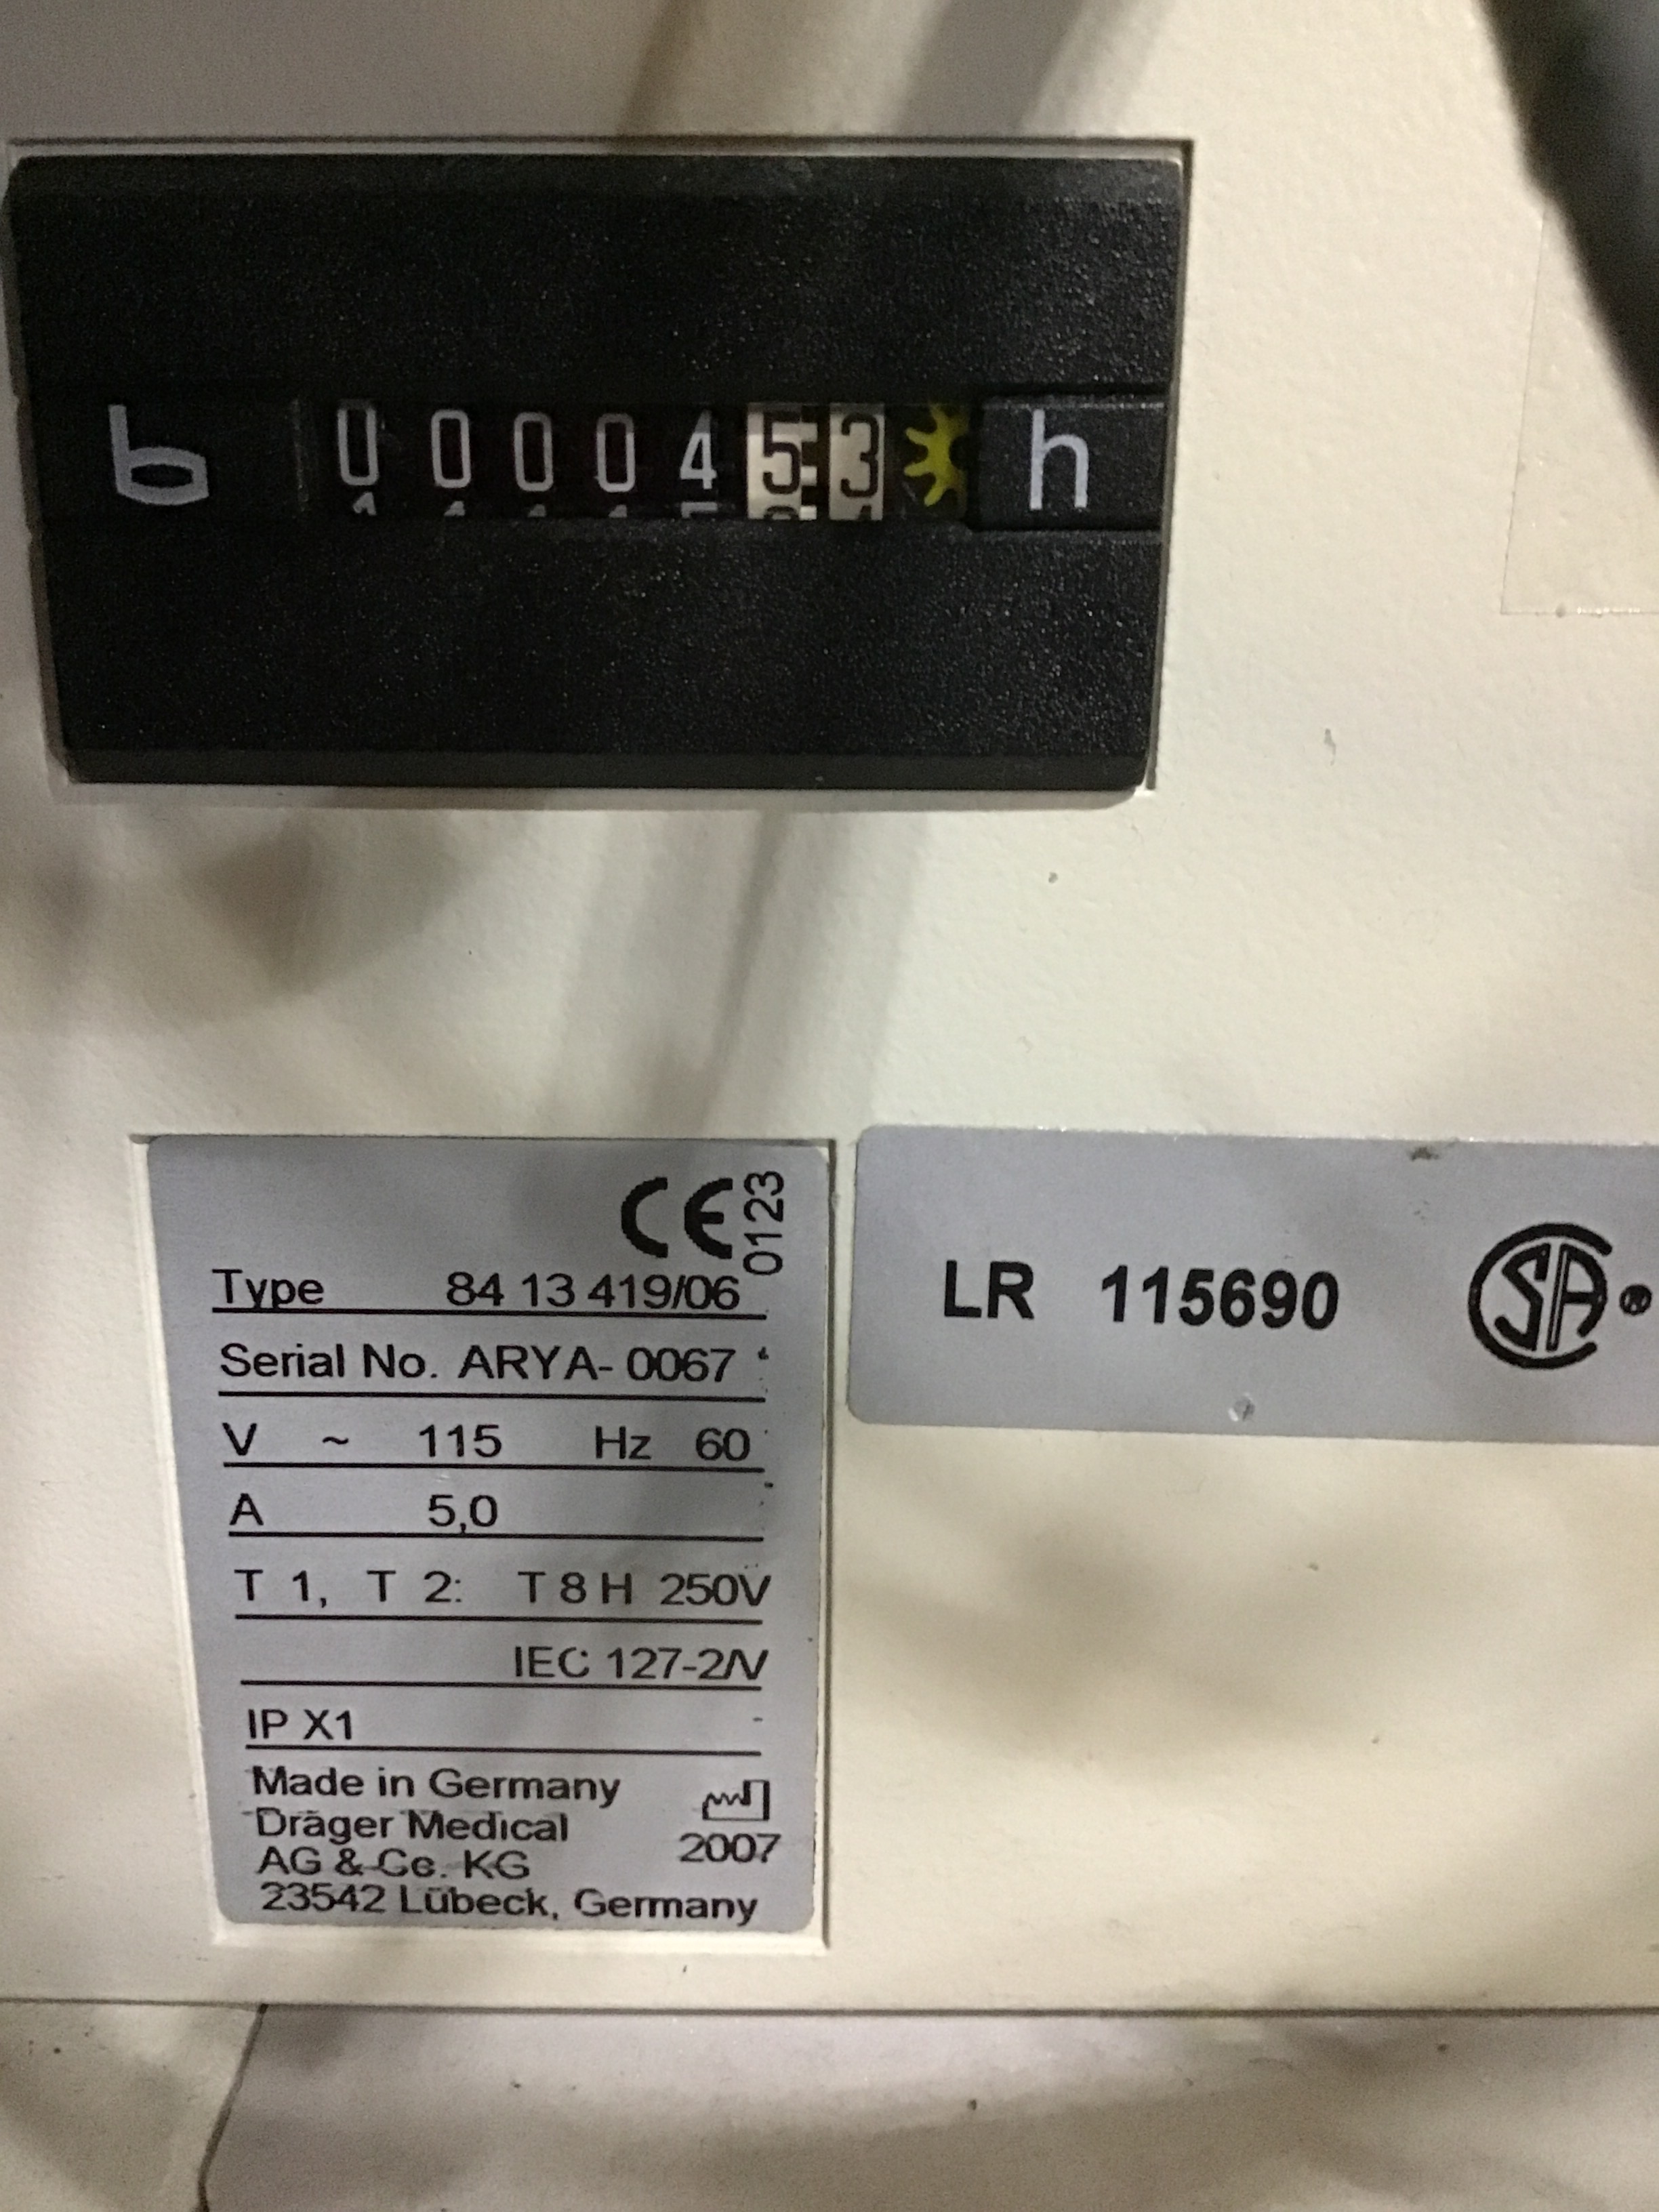 00004 53 h
CE 0123
Type 84 13 419/06
Serial No. ARYA- 0067
V ~ 115 Hz 60
A 5,0
T 1, T 2: T 8 H 250V
IEC 127-2/V
IP X1
Made in Germany
Dräger Medical
AG & Co. KG
23542 Lübeck, Germany
2007
LR 115690 SA ®